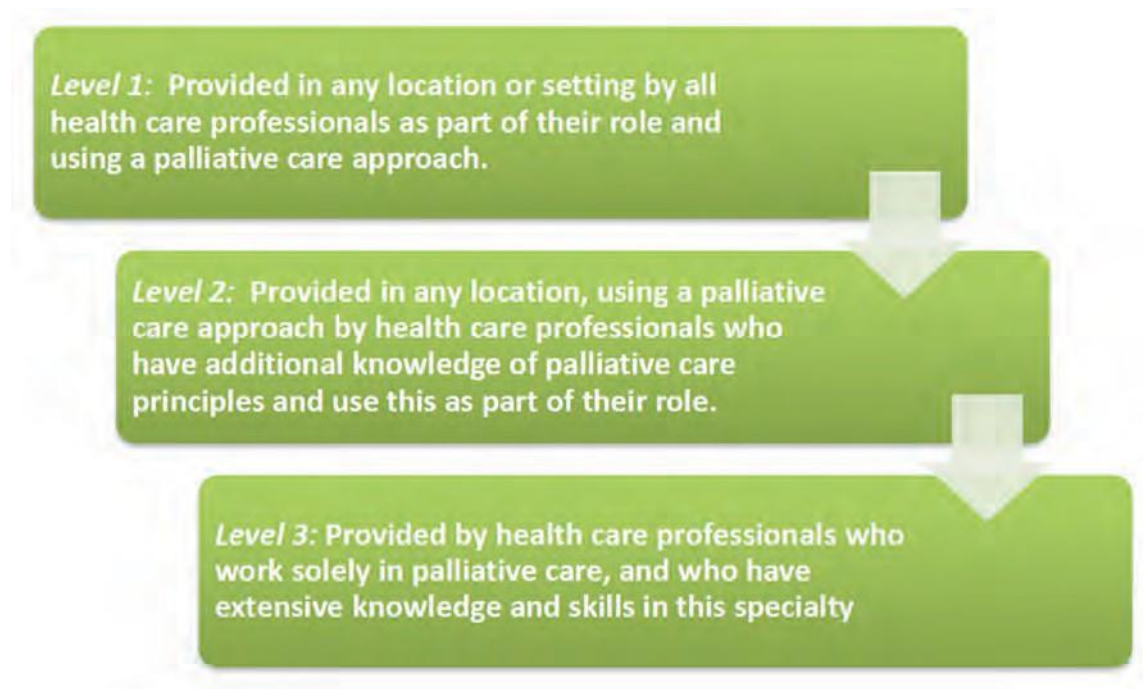 Level 1:  Provided in any location or setting by all
health care professionals as part of their role and
using a palliative care approach.
Level 2:  Provided in any location, using a palliative
care approach by health care professionals who
have additional knowledge of palliative care
principles and use this as part of their role.
Level 3: Provided by health care professionals who
work solely in palliative care, and who have
extensive knowledge and skills in this specialty